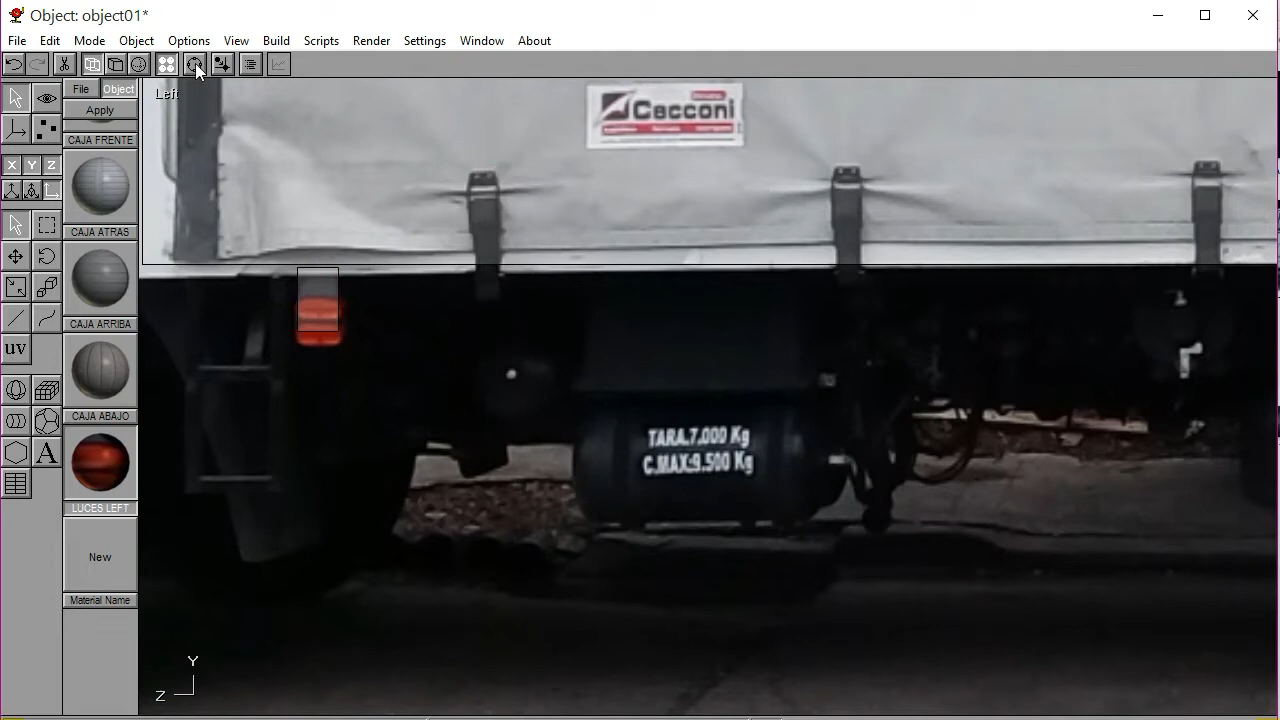 Object: object01*
File Edit Mode Object Options View Build Scripts Render Settings Window About
File Object
Apply
Left
CAJA FRENTE
X Y Z
CAJA ATRAS
CAJA ARRIBA
uv
CAJA ABAJO
A
LUCES LEFT
New
Material Name
Cecconi
TARA.7.000 Kg
C.MAX:9.500 Kg
Y
Z